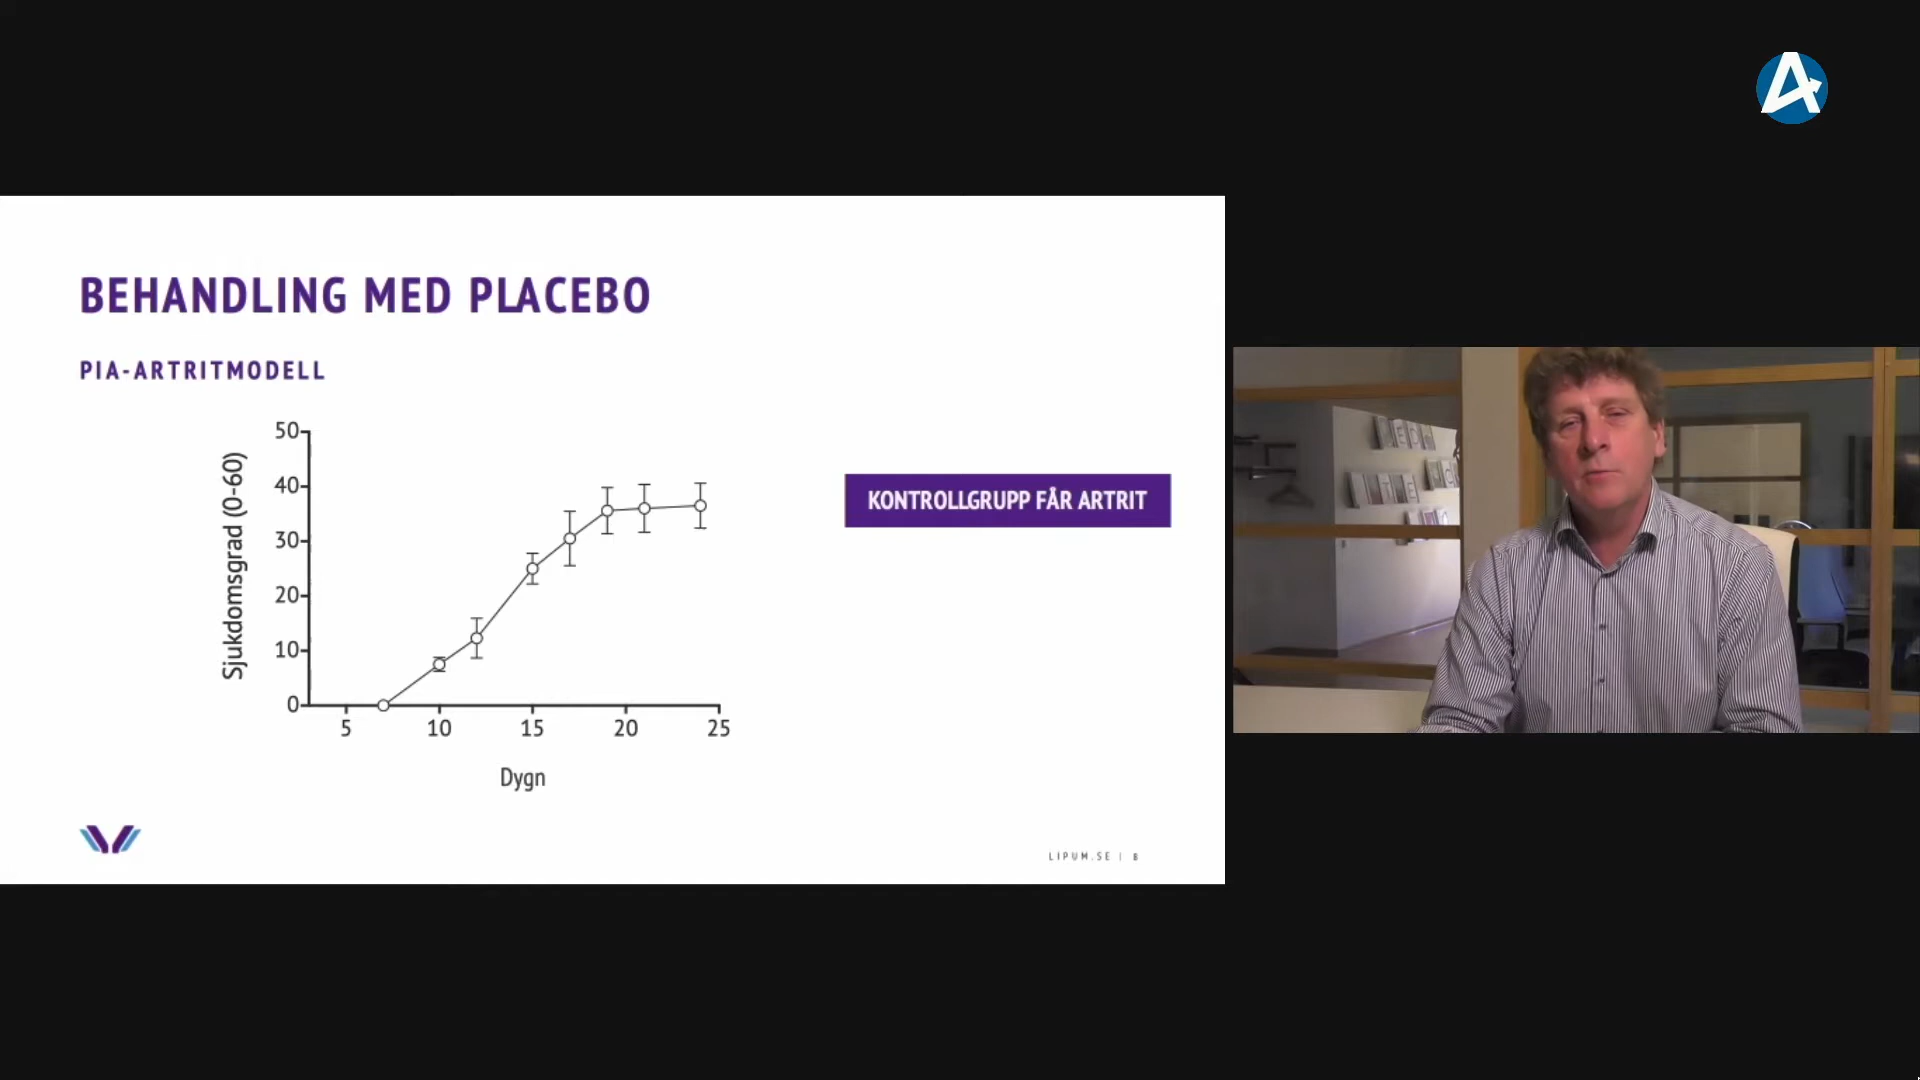 BEHANDLING MED PLACEBO
PIA-ARTRITMODELL
Sjukdomsgrad (0-60)
50
40
30
20
10
0
5 10 15 20 25
Dygn
KONTROLLGRUPP FÅR ARTRIT
LIPUM.SE | 8